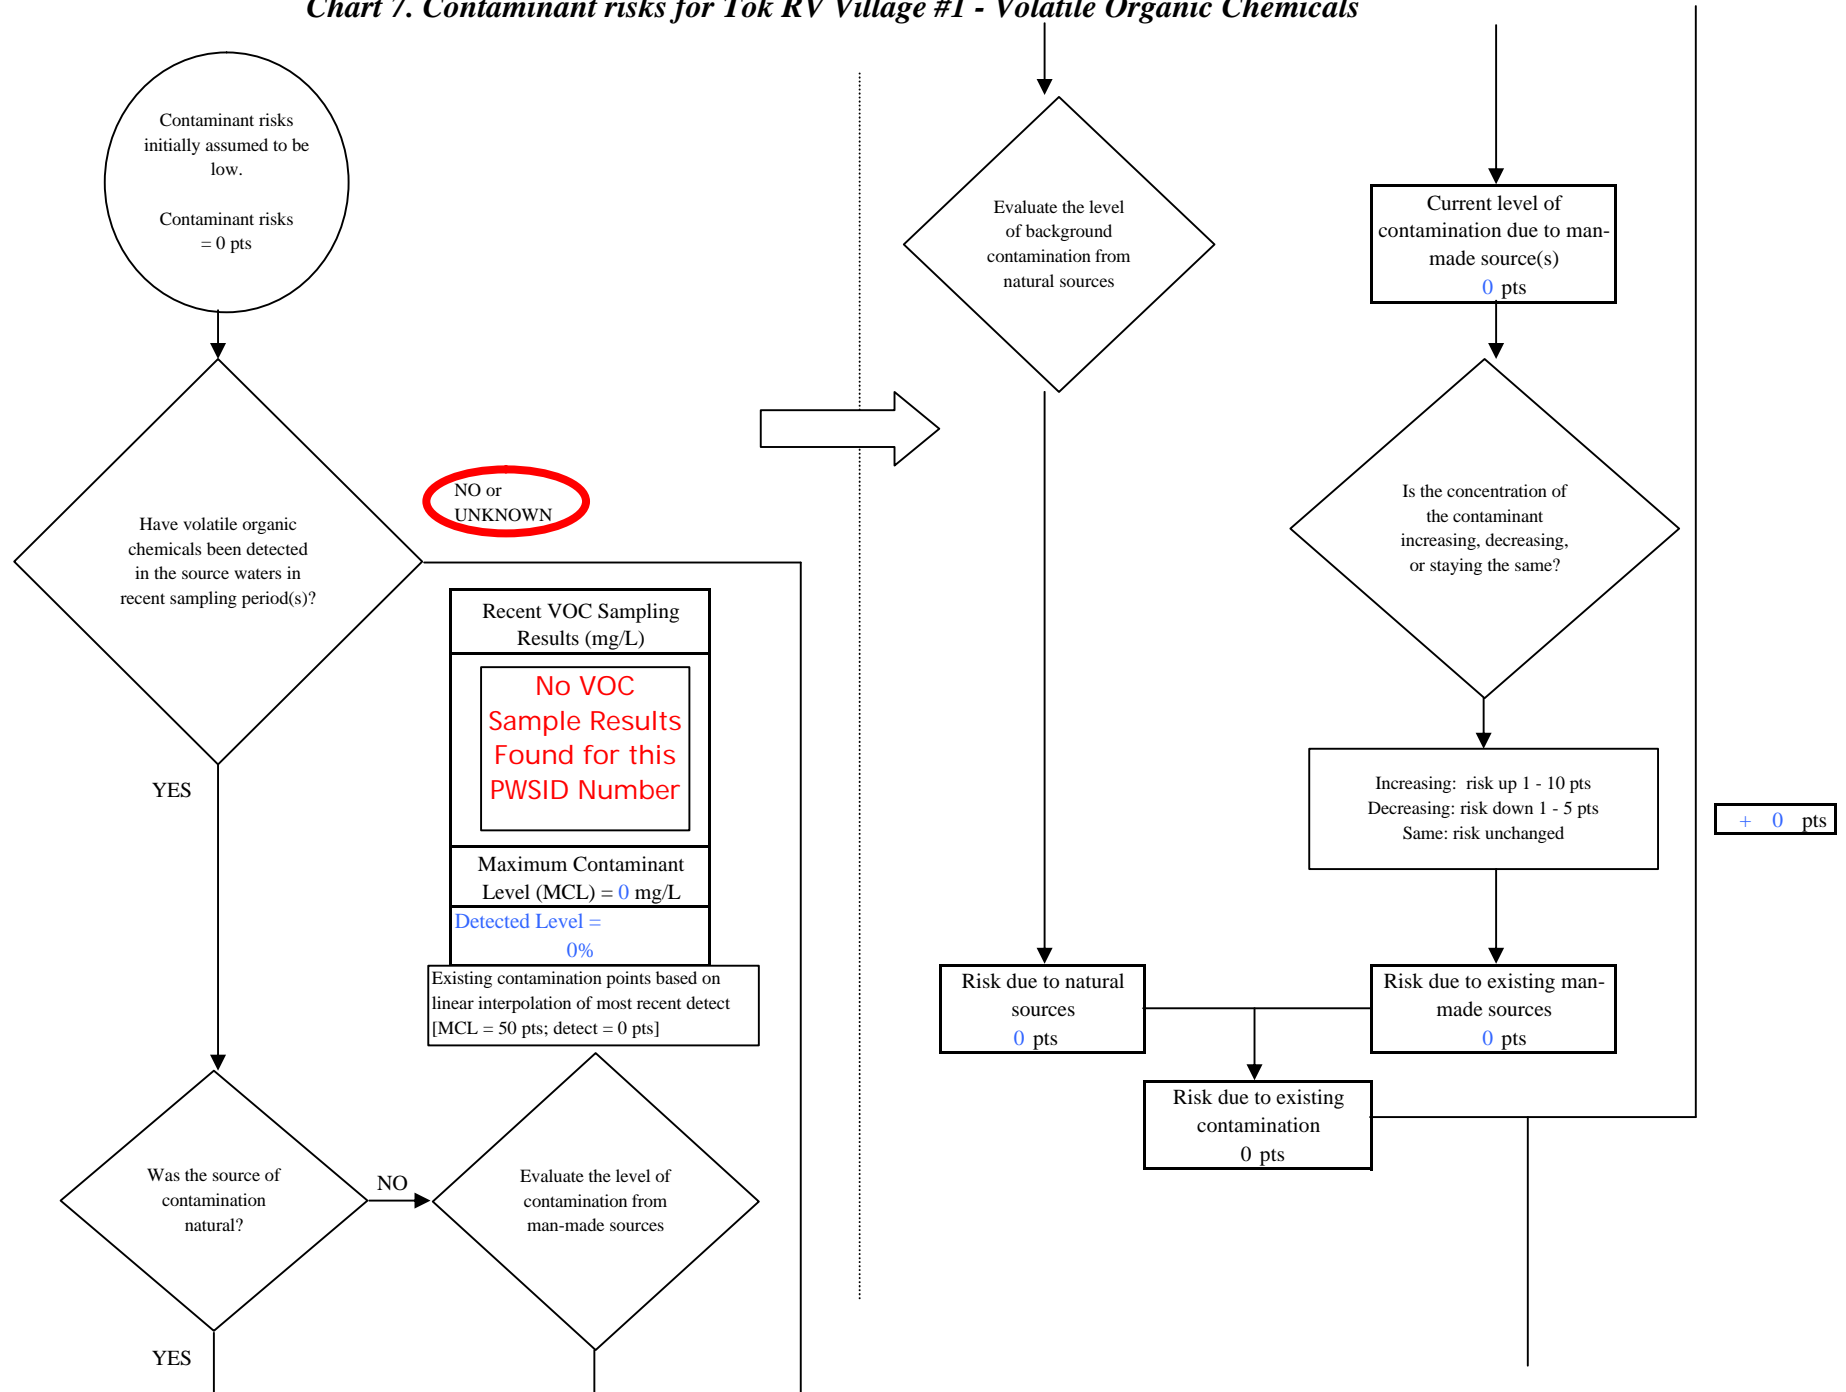 Chart 7. Contaminant risks for Tok RV Village #1 - Volatile Organic Chemicals
Contaminant risks
initially assumed to be
low.
Contaminant risks
= 0 pts
Have volatile organic
chemicals been detected
in the source waters in
recent sampling period(s)?
NO or
UNKNOWN
YES
Recent VOC Sampling
Results (mg/L)
No VOC
Sample Results
Found for this
PWSID Number
Maximum Contaminant
Level (MCL) = 0 mg/L
Detected Level =
0%
Existing contamination points based on
linear interpolation of most recent detect
[MCL = 50 pts; detect = 0 pts]
Was the source of
contamination
natural?
NO
YES
Evaluate the level of
contamination from
man-made sources
Evaluate the level
of background
contamination from
natural sources
Current level of
contamination due to man-
made source(s)
0 pts
Is the concentration of
the contaminant
increasing, decreasing,
or staying the same?
Increasing: risk up 1 - 10 pts
Decreasing: risk down 1 - 5 pts
Same: risk unchanged
+ 0 pts
Risk due to natural
sources
0 pts
Risk due to existing man-
made sources
0 pts
Risk due to existing
contamination
0 pts